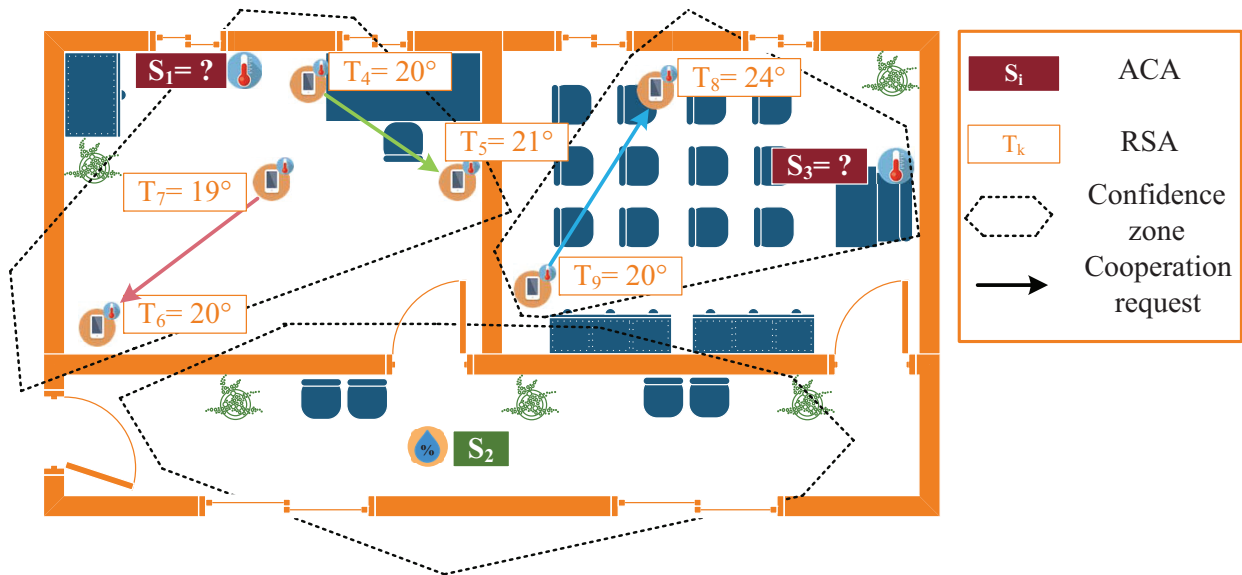 S₁= ?
T₄= 20°
T₅= 21°
T₇= 19°
T₆= 20°
T₈= 24°
S₃= ?
T₉= 20°
%
S₂
Sᵢ
ACA
Tₖ
RSA
Confidence
zone
Cooperation
request